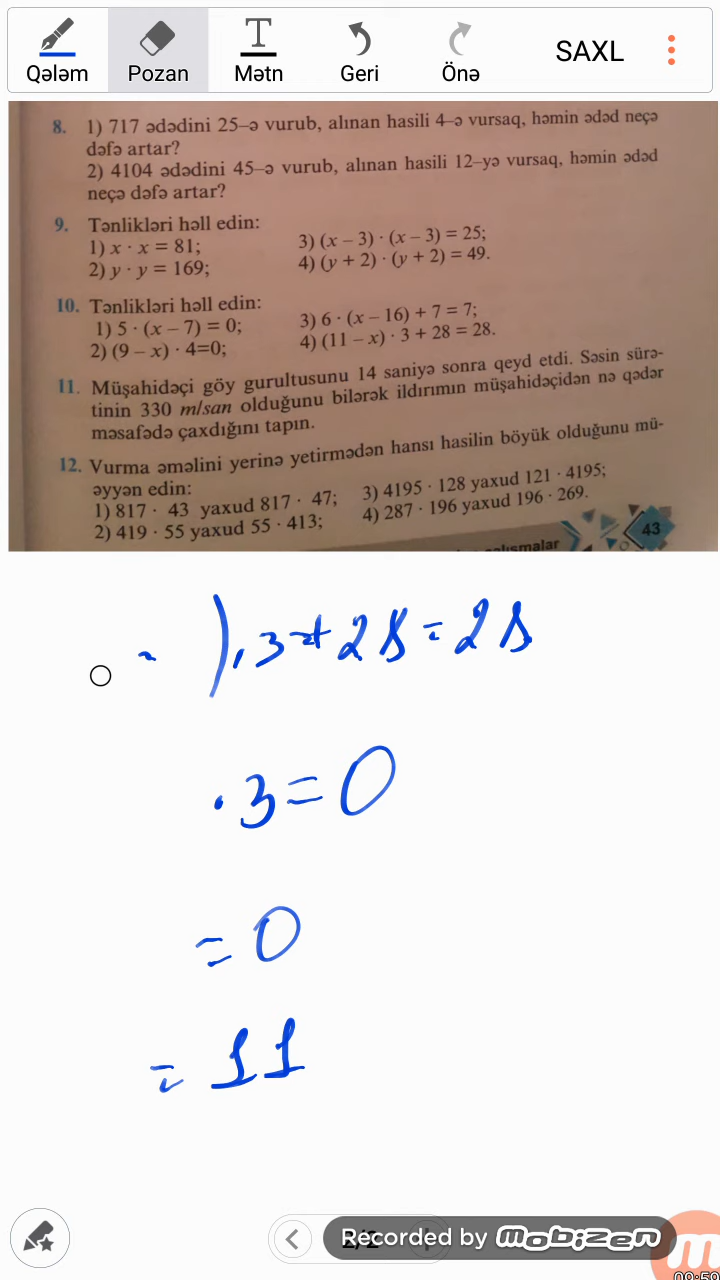 Qələm Pozan Mətn Geri Önə SAXL
8. 1) 717 ədədini 25–ə vurub, alınan hasili 4–ə vursaq, həmin ədəd neçə
dəfə artar?
2) 4104 ədədini 45–ə vurub, alınan hasili 12–yə vursaq, həmin ədəd
neçə dəfə artar?
9. Tənlikləri həll edin:
1) x · x = 81; 3) (x – 3) · (x – 3) = 25;
2) y · y = 169; 4) (y + 2) · (y + 2) = 49.
10. Tənlikləri həll edin:
1) 5 · (x – 7) = 0; 3) 6 · (x – 16) + 7 = 7;
2) (9 – x) · 4=0; 4) (11 – x) · 3 + 28 = 28.
11. Müşahidəçi göy gurultusunu 14 saniyə sonra qeyd etdi. Səsin sürə-
tinin 330 m/san olduğunu bilərək ildırımın müşahidəçidən nə qədər
məsafədə çaxdığını tapın.
12. Vurma əməlini yerinə yetirmədən hansı hasilin böyük olduğunu mü-
əyyən edin:
1) 817 · 43 yaxud 817 · 47; 3) 4195 · 128 yaxud 121 · 4195;
2) 419 · 55 yaxud 55 · 413; 4) 287 · 196 yaxud 196 · 269.
43
) · 3 + 28 = 28
· 3 = 0
= 0
= 11
2/2
Recorded by mobizen